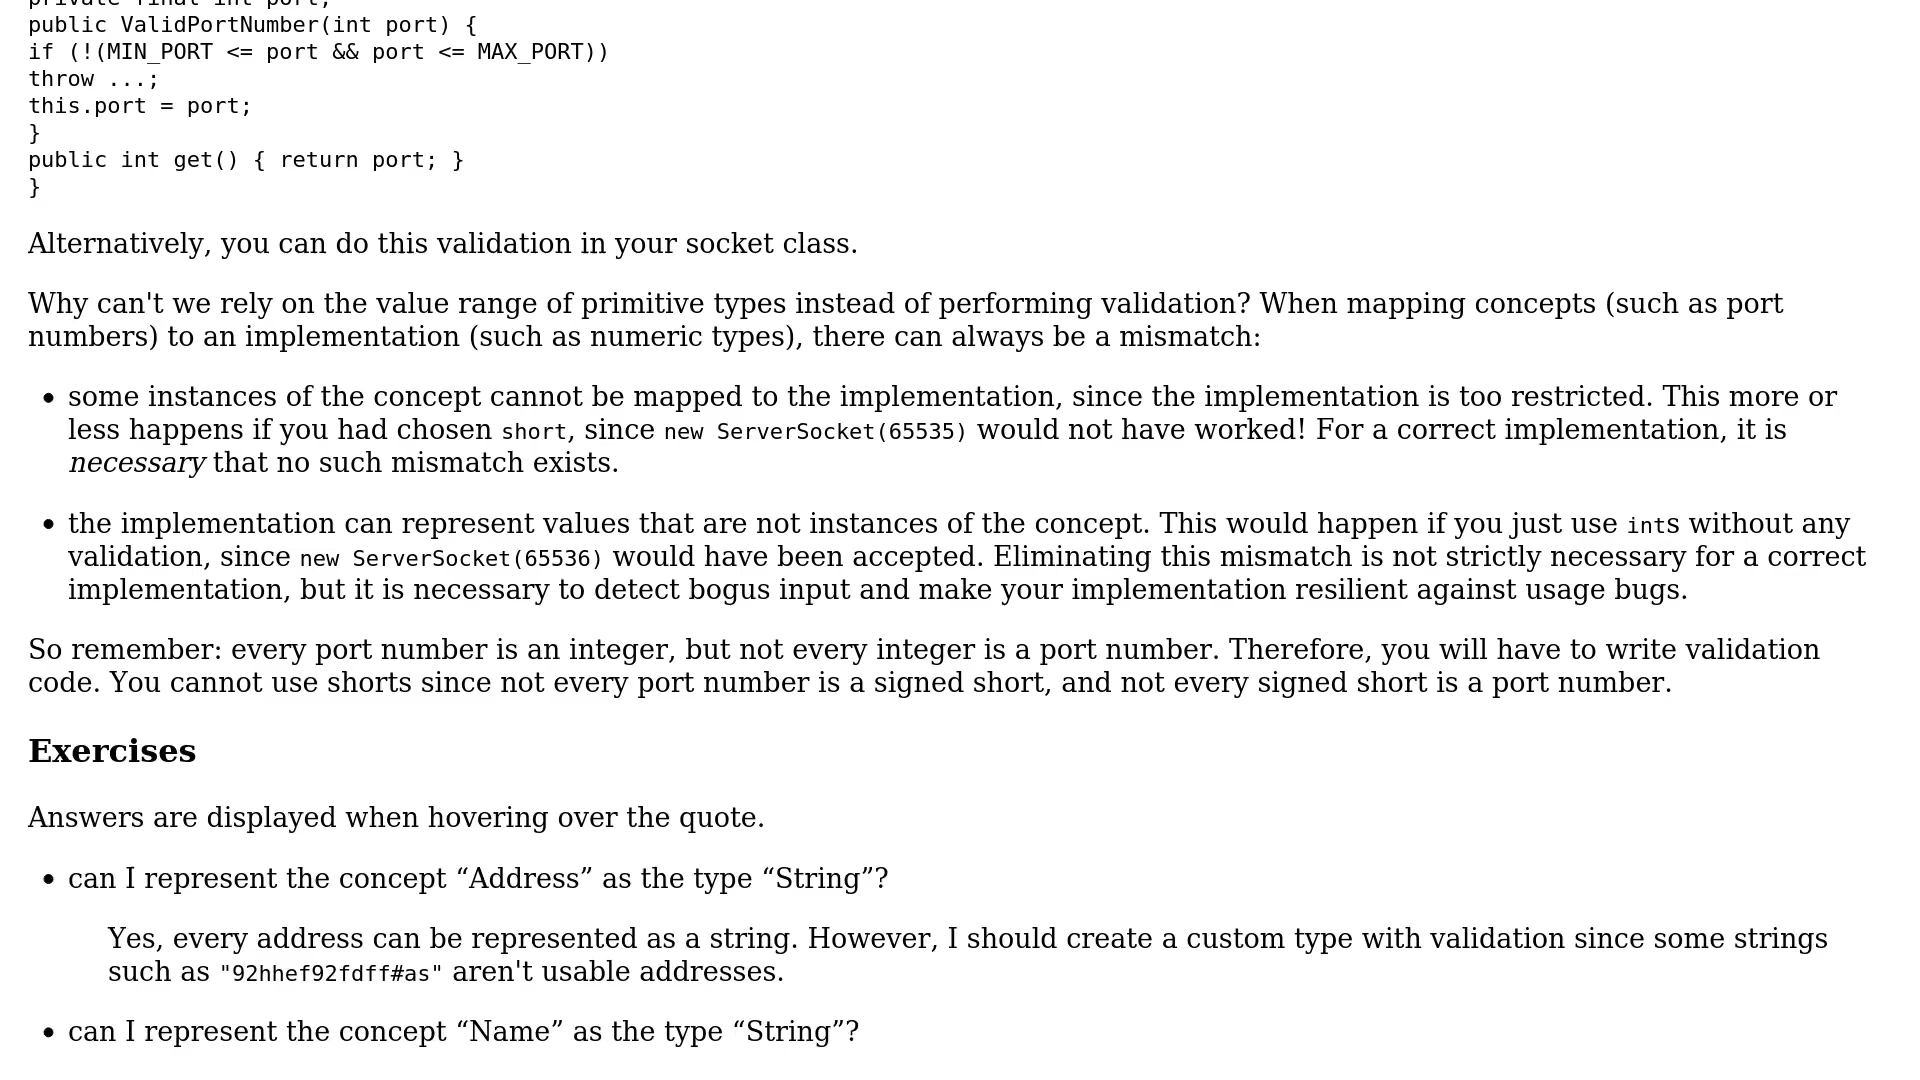 private final int port;
public ValidPortNumber(int port) {
if (!(MIN_PORT <= port && port <= MAX_PORT))
throw ...;
this.port = port;
}
public int get() { return port; }
}
Alternatively, you can do this validation in your socket class.
Why can't we rely on the value range of primitive types instead of performing validation? When mapping concepts (such as port
numbers) to an implementation (such as numeric types), there can always be a mismatch:
• some instances of the concept cannot be mapped to the implementation, since the implementation is too restricted. This more or
less happens if you had chosen short, since new ServerSocket(65535) would not have worked! For a correct implementation, it is
necessary that no such mismatch exists.
• the implementation can represent values that are not instances of the concept. This would happen if you just use ints without any
validation, since new ServerSocket(65536) would have been accepted. Eliminating this mismatch is not strictly necessary for a correct
implementation, but it is necessary to detect bogus input and make your implementation resilient against usage bugs.
So remember: every port number is an integer, but not every integer is a port number. Therefore, you will have to write validation
code. You cannot use shorts since not every port number is a signed short, and not every signed short is a port number.
Exercises
Answers are displayed when hovering over the quote.
• can I represent the concept “Address” as the type “String”?
Yes, every address can be represented as a string. However, I should create a custom type with validation since some strings
such as "92hhef92fdff#as" aren't usable addresses.
• can I represent the concept “Name” as the type “String”?